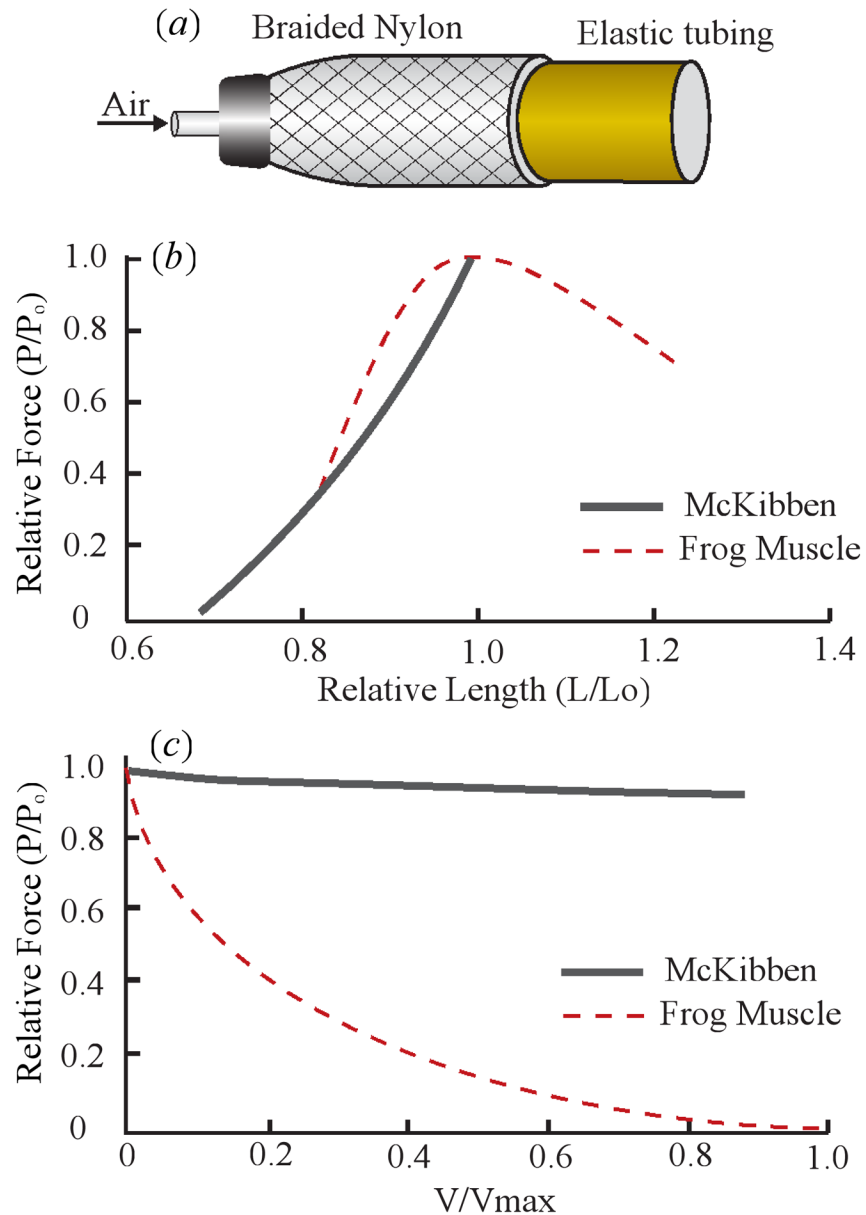 (a)
Braided Nylon
Elastic tubing
Air
(b)
Relative Force (P/Po)
1.0
0.8
0.6
0.4
0.2
0
McKibben
Frog Muscle
0.6 0.8 1.0 1.2 1.4
Relative Length (L/Lo)
(c)
Relative Force (P/Po)
1.0
0.8
0.6
0.4
0.2
0
McKibben
Frog Muscle
0 0.2 0.4 0.6 0.8 1.0
V/Vmax